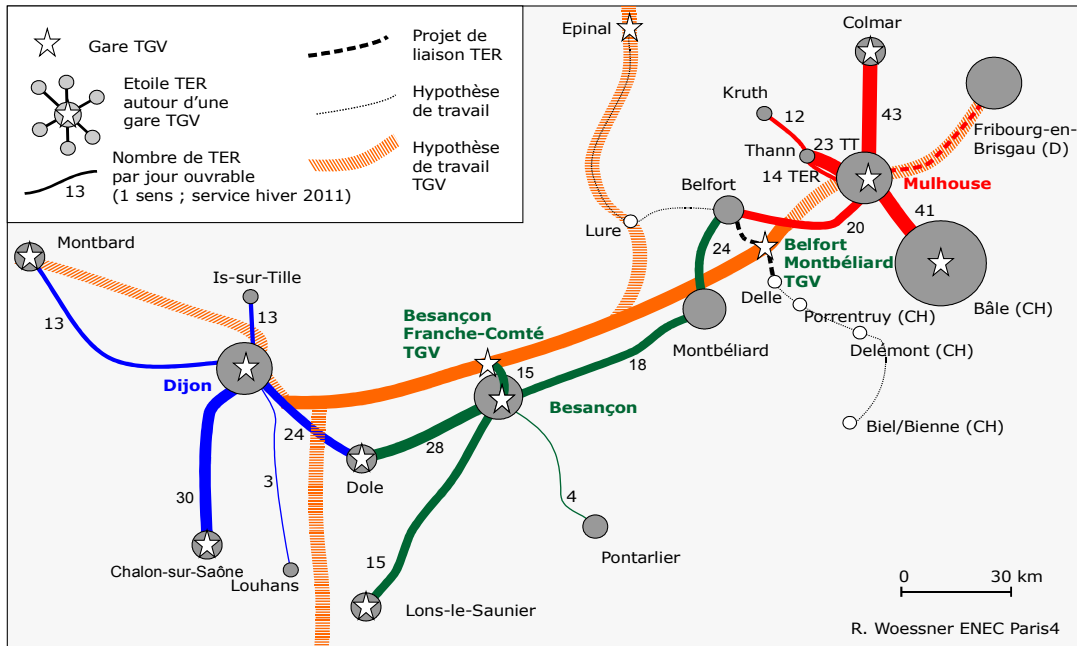 Gare TGV
Etoile TER
autour d'une
gare TGV
13
Nombre de TER
par jour ouvrable
(1 sens ; service hiver 2011)
Projet de
liaison TER
Hypothèse
de travail
Hypothèse
de travail
TGV
Epinal
Colmar
Kruth
12
43
Fribourg-en-
Brisgau (D)
23 TT
Thann
14 TER
Mulhouse
Belfort
41
20
Lure
24
Belfort
Montbéliard
TGV
Delle
Bâle (CH)
Porrentruy (CH)
Delémont (CH)
Biel/Bienne (CH)
Montbard
Is-sur-Tille
13
13
Besançon
Franche-Comté
TGV
Montbéliard
18
15
Dijon
Besançon
24
28
Dole
3
30
4
Pontarlier
Chalon-sur-Saône
Louhans
15
Lons-le-Saunier
0 30 km
R. Woessner ENEC Paris4